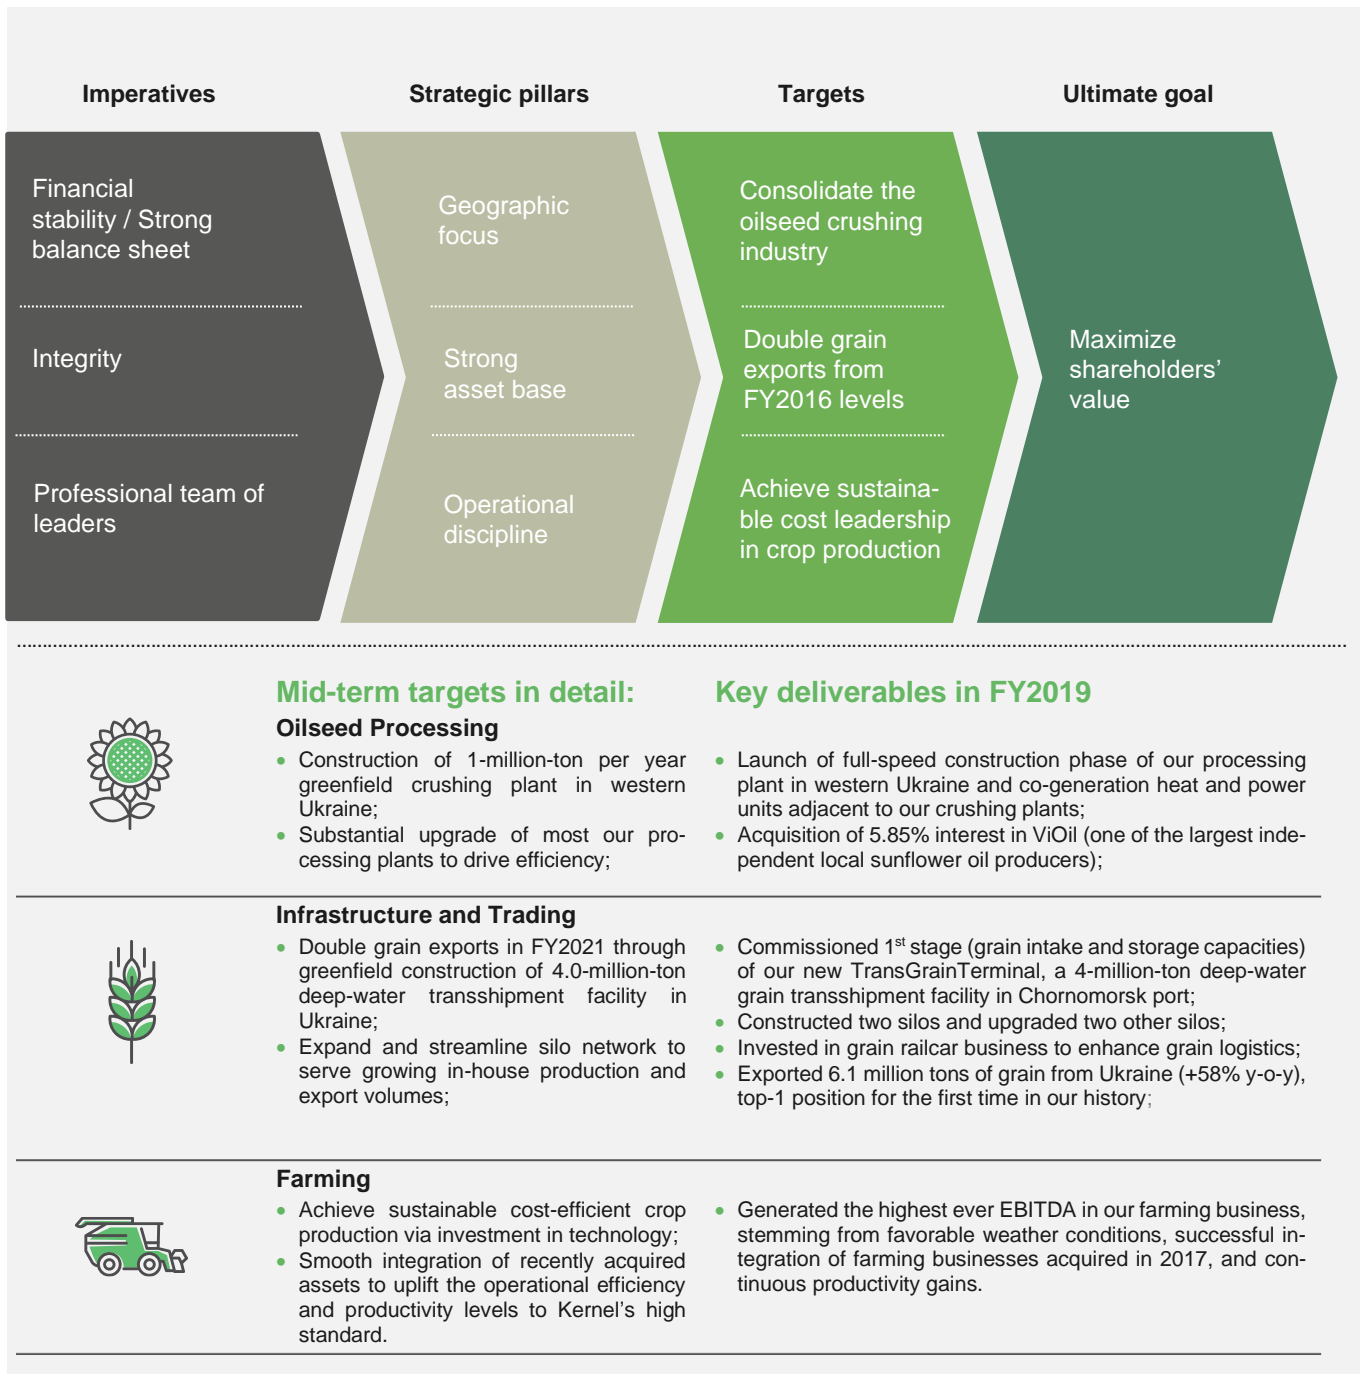 Imperatives
Strategic pillars
Targets
Ultimate goal
Financial
stability / Strong
balance sheet
Integrity
Professional team of
leaders
Geographic
focus
Strong
asset base
Operational
discipline
Consolidate the
oilseed crushing
industry
Double grain
exports from
FY2016 levels
Achieve sustaina-
ble cost leadership
in crop production
Maximize
shareholders’
value
Mid-term targets in detail:
Key deliverables in FY2019
Oilseed Processing
• Construction of 1-million-ton per year
greenfield crushing plant in western
Ukraine;
• Substantial upgrade of most our pro-
cessing plants to drive efficiency;
• Launch of full-speed construction phase of our processing
plant in western Ukraine and co-generation heat and power
units adjacent to our crushing plants;
• Acquisition of 5.85% interest in ViOil (one of the largest inde-
pendent local sunflower oil producers);
Infrastructure and Trading
• Double grain exports in FY2021 through
greenfield construction of 4.0-million-ton
deep-water transshipment facility in
Ukraine;
• Expand and streamline silo network to
serve growing in-house production and
export volumes;
• Commissioned 1st stage (grain intake and storage capacities)
of our new TransGrainTerminal, a 4-million-ton deep-water
grain transshipment facility in Chornomorsk port;
• Constructed two silos and upgraded two other silos;
• Invested in grain railcar business to enhance grain logistics;
• Exported 6.1 million tons of grain from Ukraine (+58% y-o-y),
top-1 position for the first time in our history;
Farming
• Achieve sustainable cost-efficient crop
production via investment in technology;
• Smooth integration of recently acquired
assets to uplift the operational efficiency
and productivity levels to Kernel’s high
standard.
• Generated the highest ever EBITDA in our farming business,
stemming from favorable weather conditions, successful in-
tegration of farming businesses acquired in 2017, and con-
tinuous productivity gains.